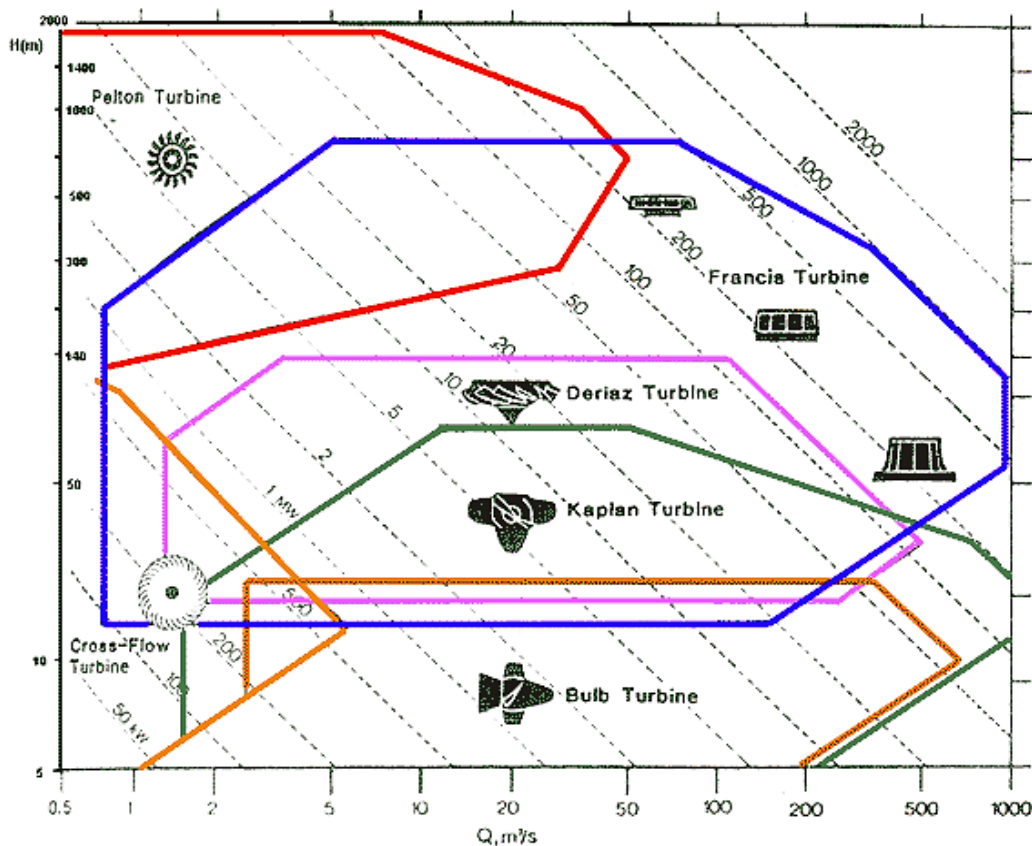 2000
H(m)
1400
Pelton Turbine
1000
500
300
140
50
10
5
2000
1000
500
200
100
50
20
10
5
2
1 MW
500
200
50 kW
Francia Turbine
Deriaz Turbine
Kaplan Turbine
Cross-Flow
Turbine
Bulb Turbine
0.5 1 2 5 10 20 50 100 200 500 1000
Q, m³/s